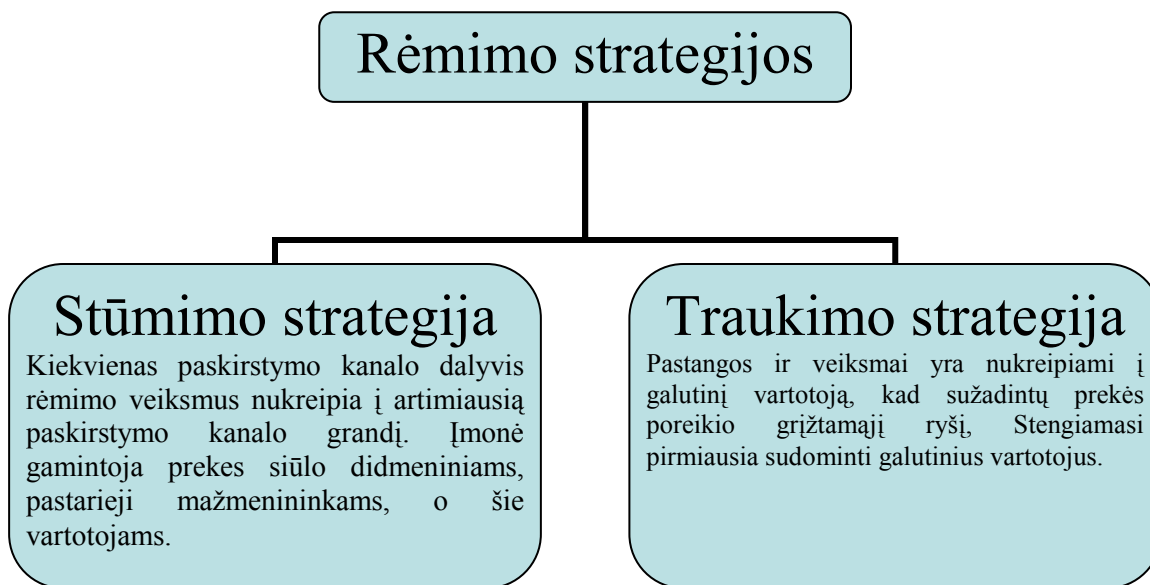 Rėmimo strategijos
Stūmimo strategija
Kiekvienas paskirstymo kanalo dalyvis
rėmimo veiksmus nukreipia į artimiausią
paskirstymo kanalo grandį. Įmonė
gamintoja prekes siūlo didmeniniams,
pastarieji mažmenininkams, o šie
vartotojams.
Traukimo strategija
Pastangos ir veiksmai yra nukreipiami į
galutinį vartotoją, kad sužadintų prekės
poreikio grįžtamąjį ryšį, Stengiamasi
pirmiausia sudominti galutinius vartotojus.